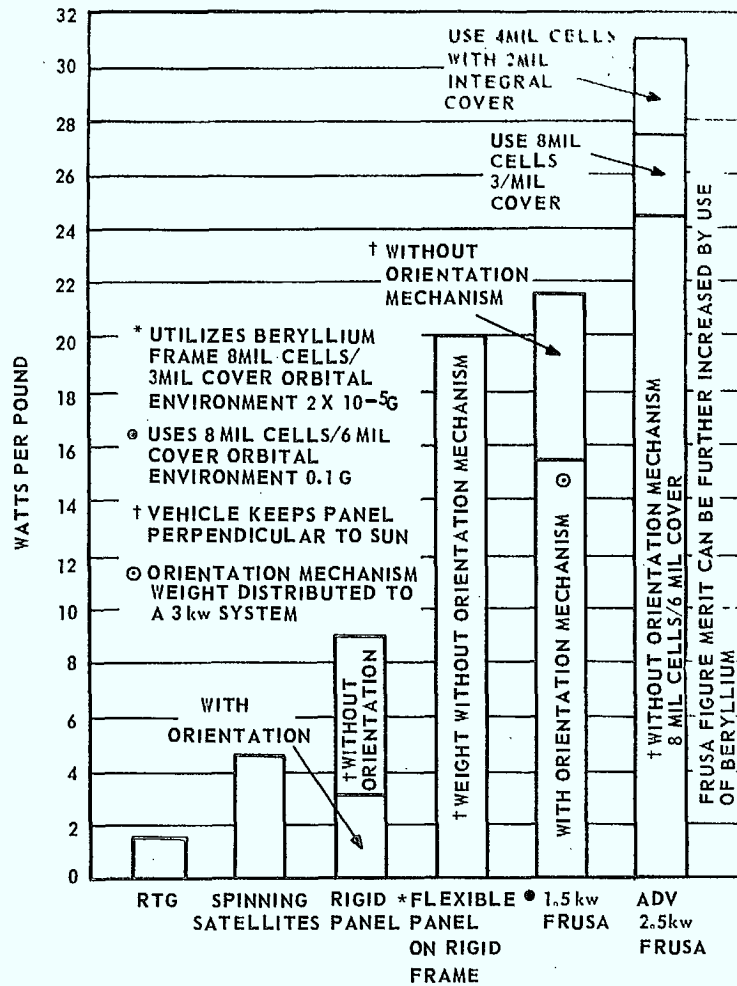 32
30
28
26
24
22
20
18
16
14
12
10
8
6
4
2
0
WATTS PER POUND
USE 4MIL CELLS
WITH 2MIL
INTEGRAL
COVER
USE 8MIL
CELLS
3/MIL
COVER
† WITHOUT
ORIENTATION
MECHANISM
* UTILIZES BERYLLIUM
FRAME 8MIL CELLS/
3MIL COVER ORBITAL
ENVIRONMENT 2 X 10-5G
● USES 8 MIL CELLS/6 MIL
COVER ORBITAL
ENVIRONMENT 0.1 G
† VEHICLE KEEPS PANEL
PERPENDICULAR TO SUN
⊙ ORIENTATION MECHANISM
WEIGHT DISTRIBUTED TO
A 3 kw SYSTEM
WITH
ORIENTATION
†WITHOUT
ORIENTATION
†WEIGHT WITHOUT ORIENTATION MECHANISM
WITH ORIENTATION MECHANISM ⊙
†WITHOUT ORIENTATION MECHANISM
8 MIL CELLS/6 MIL COVER
FRUSA FIGURE MERIT CAN BE FURTHER INCREASED BY USE
OF BERYLLIUM
RTG
SPINNING
SATELLITES
RIGID
PANEL
*FLEXIBLE
PANEL
ON RIGID
FRAME
● 1.5 kw
FRUSA
ADV
2.5kw
FRUSA